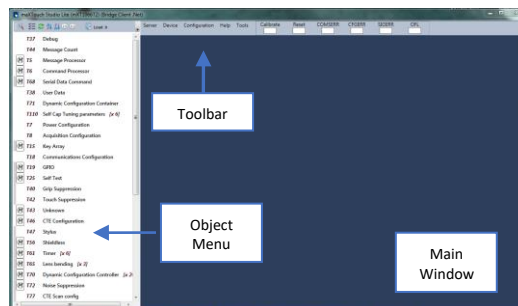 maXTouch Studio Lite
Server Device Configuration Help Tools Calibrate Reset
T37 Debug
T44 Message Count
M T5 Message Processor
M T6 Command Processor
M T68 Serial Data Command
T38 User Data
T71 Dynamic Configuration Container
T110 Self Cap Tuning parameters [x 6]
T7 Power Configuration
T8 Acquisition Configuration
M T15 Key Array
T18 Communications Configuration
M T19 GPIO
M T25 Self Test
T40 Grip Suppression
T42 Touch Suppression
M T43 Unknown
M T46 CTE Configuration
T47 Stylus
M T56 Shieldless
M T61 Timer [x 6]
M T65 Lens bending [x 3]
M T70 Dynamic Configuration Controller
M T72 Noise Suppression
T77 CTE Scan config
Toolbar
Object
Menu
Main
Window